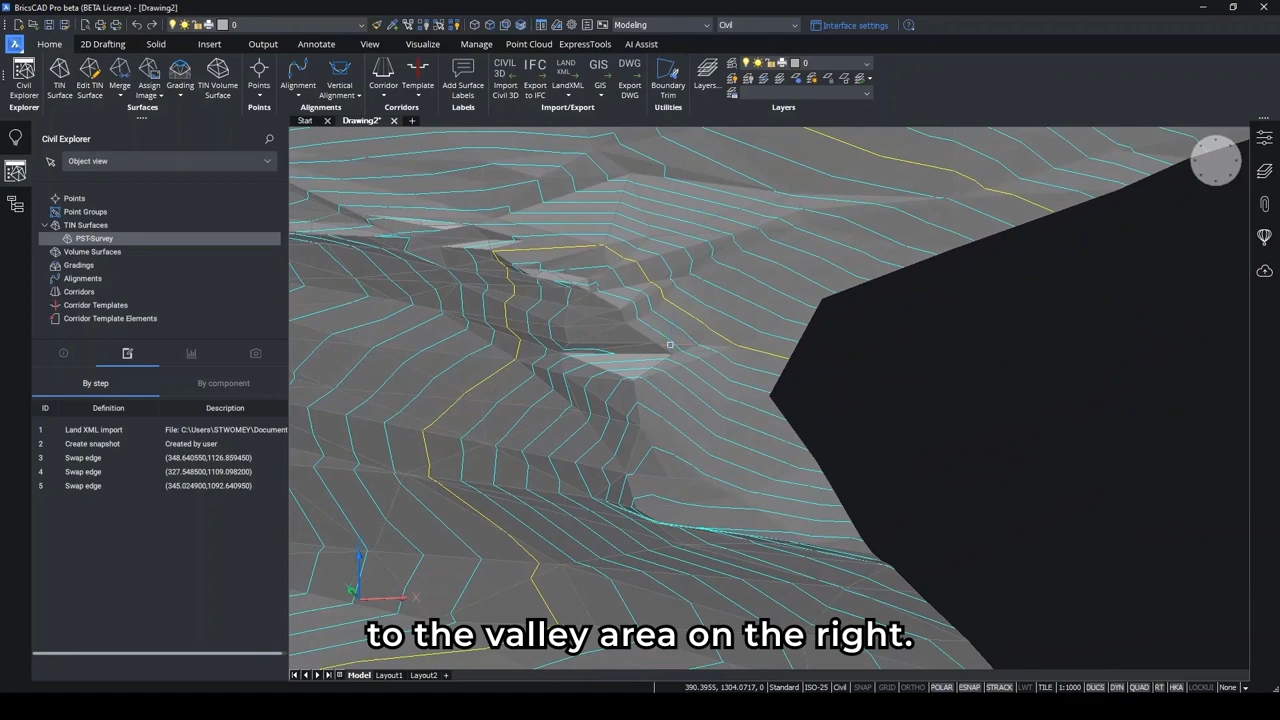 BricsCAD Pro beta (BETA License) - [Drawing2]
0
Modeling
Civil
Interface settings
Home
2D Drafting
Solid
Insert
Output
Annotate
View
Visualize
Manage
Point Cloud
ExpressTools
AI Assist
Civil Explorer
TIN Surface
Edit TIN Surface
Merge
Assign Image
Grading
TIN Volume Surface
Points
Alignment
Vertical Alignment
Corridor
Template
Add Surface Labels
CIVIL 3D
Import Civil 3D
IFC
Export to IFC
LAND XML
LandXML
GIS
GIS
DWG
Export DWG
Boundary Trim
Layers...
0
Explorer
Surfaces
Points
Alignments
Corridors
Labels
Import/Export
Utilities
Layers
Start
Drawing2*
Civil Explorer
Object view
Points
Point Groups
TIN Surfaces
PST-Survey
Volume Surfaces
Gradings
Alignments
Corridors
Corridor Templates
Corridor Template Elements
By step
By component
ID Definition Description
1 Land XML import File: C:\Users\STWOMEY\Document
2 Create snapshot Created by user
3 Swap edge (348.640550,1126.859450)
4 Swap edge (327.548500,1109.098200)
5 Swap edge (345.024900,1092.640950)
X
to the valley area on the right.
Model Layout1 Layout2 +
390.3955, 1304.0717, 0 Standard ISO-25 Civil SNAP GRID ORTHO POLAR ESNAP STRACK LWT TILE 1:1000 DUCS DYN QUAD RT HKA LOCKUI None